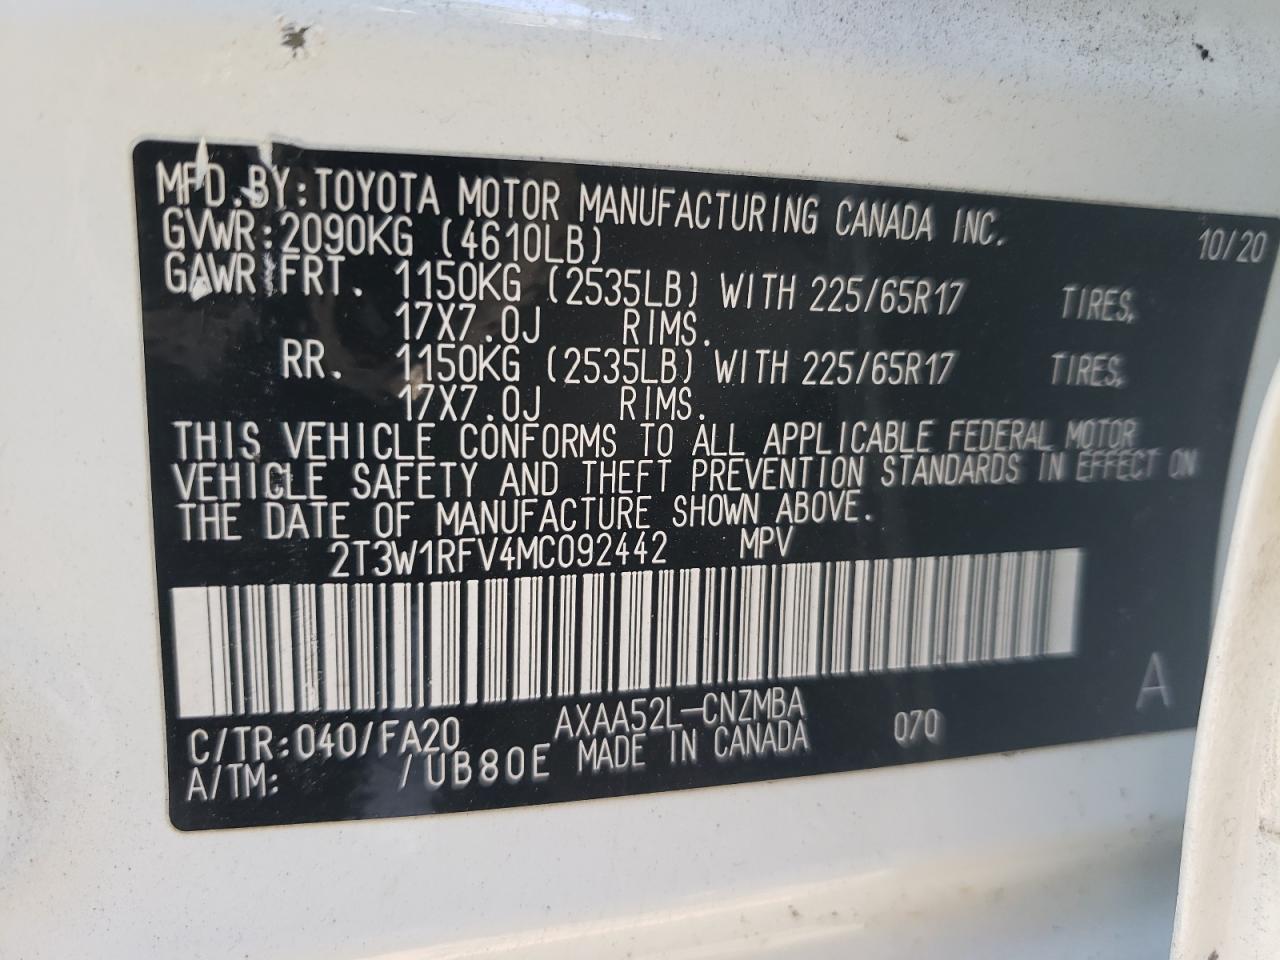 MFD.BY:TOYOTA MOTOR MANUFACTURING CANADA INC. 10/20
GVWR:2090KG (4610LB)
GAWR FRT. 1150KG (2535LB) WITH 225/65R17 TIRES,
17X7.0J RIMS.
RR. 1150KG (2535LB) WITH 225/65R17 TIRES,
17X7.0J RIMS.
THIS VEHICLE CONFORMS TO ALL APPLICABLE FEDERAL MOTOR
VEHICLE SAFETY AND THEFT PREVENTION STANDARDS IN EFFECT ON
THE DATE OF MANUFACTURE SHOWN ABOVE.
2T3W1RFV4MC092442 MPV
C/TR:040/FA20 AXAA52L-CNZMBA 070 A
A/TM: /UB80E MADE IN CANADA